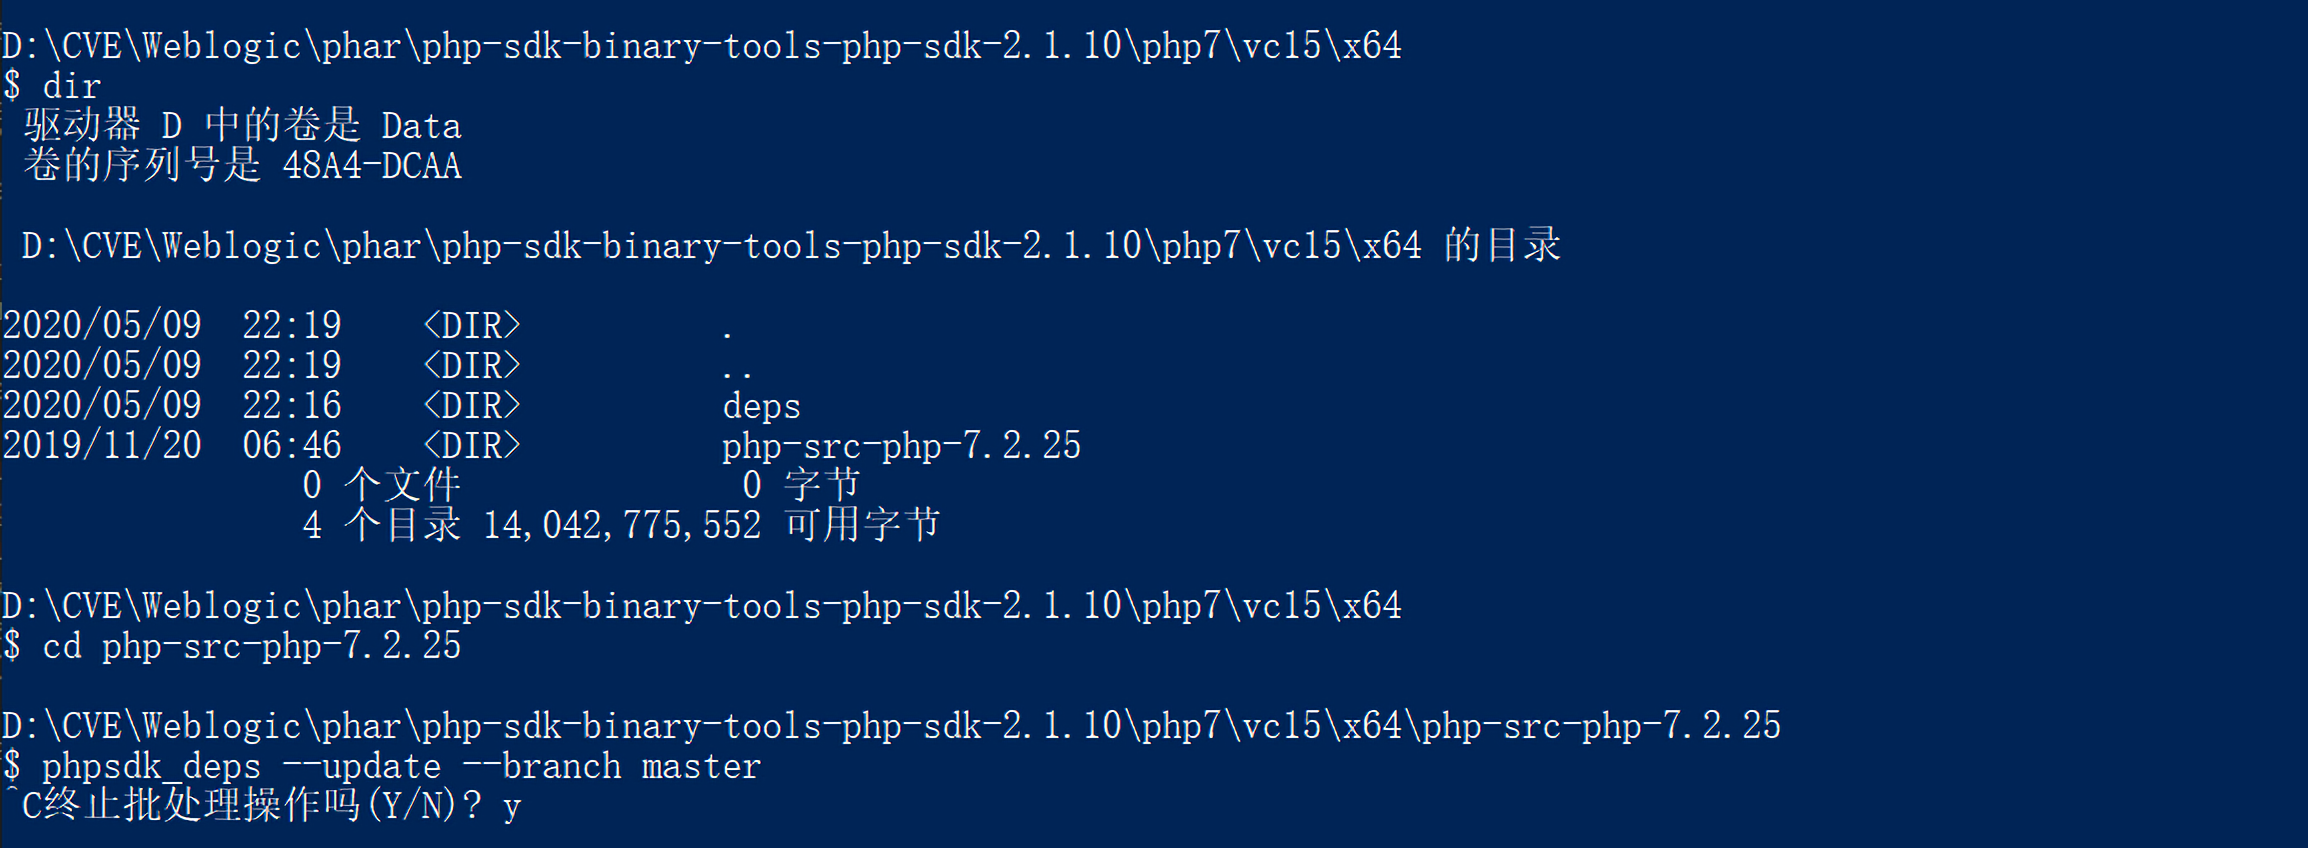 D:\CVE\Weblogic\phar\php-sdk-binary-tools-php-sdk-2.1.10\php7\vc15\x64
$ dir
驱动器 D 中的卷是 Data
卷的序列号是 48A4-DCAA
D:\CVE\Weblogic\phar\php-sdk-binary-tools-php-sdk-2.1.10\php7\vc15\x64 的目录
2020/05/09  22:19    <DIR>          .
2020/05/09  22:19    <DIR>          ..
2020/05/09  22:16    <DIR>          deps
2019/11/20  06:46    <DIR>          php-src-php-7.2.25
0 个文件              0 字节
4 个目录 14,042,775,552 可用字节
D:\CVE\Weblogic\phar\php-sdk-binary-tools-php-sdk-2.1.10\php7\vc15\x64
$ cd php-src-php-7.2.25
D:\CVE\Weblogic\phar\php-sdk-binary-tools-php-sdk-2.1.10\php7\vc15\x64\php-src-php-7.2.25
$ phpsdk_deps --update --branch master
^C终止批处理操作吗(Y/N)? y